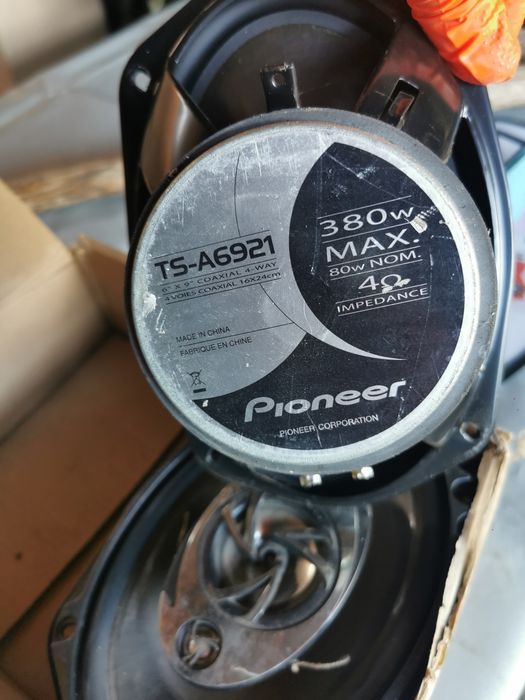 TS-A6921
6" X 9" COAXIAL 4-WAY
4 VOIES COAXIAL 16X24cm
380W
MAX.
80W NOM.
4Ω
IMPEDANCE
MADE IN CHINA
FABRIQUE EN CHINE
Pioneer
PIONEER CORPORATION